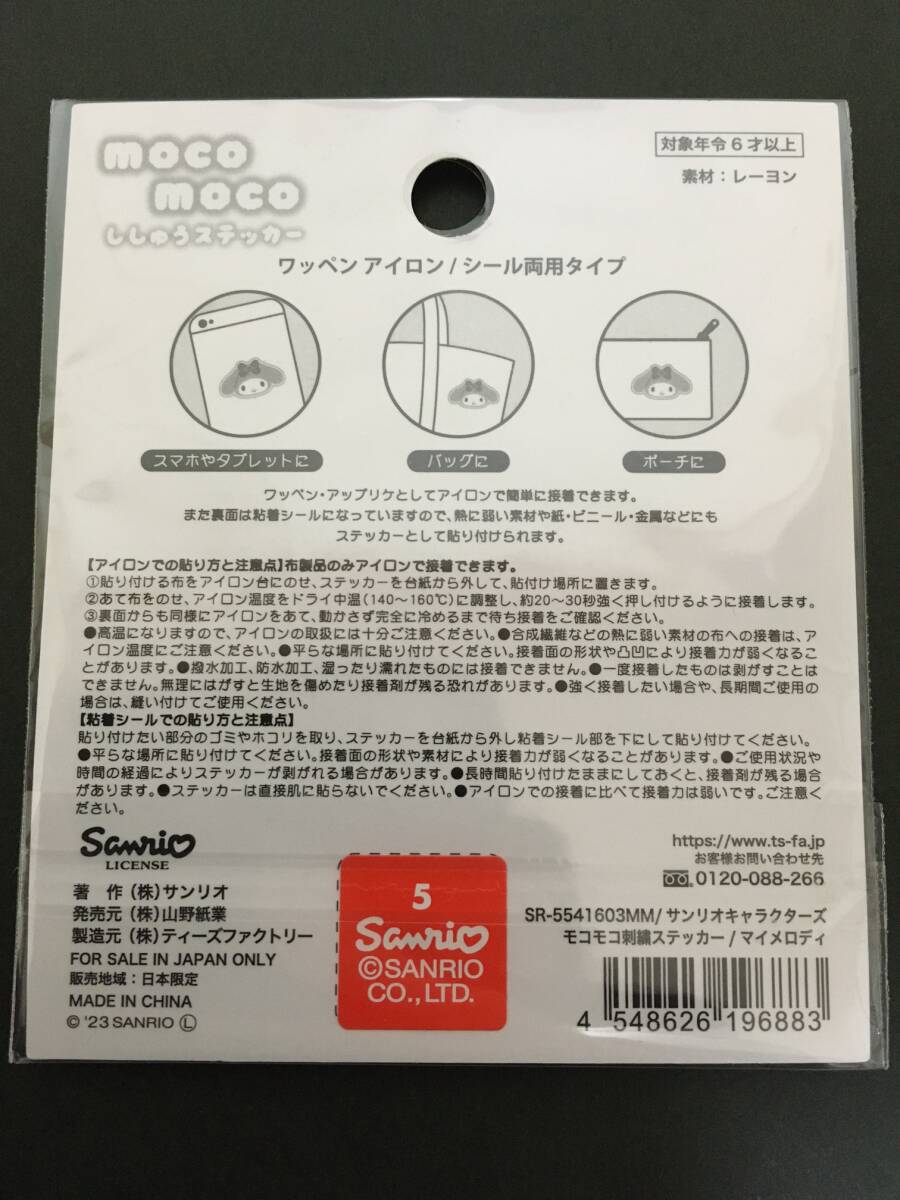 moco
moco
ししゅうステッカー
対象年令6才以上
素材：レーヨン
ワッペン アイロン/シール両用タイプ
スマホやタブレットに
バッグに
ポーチに
ワッペン・アップリケとしてアイロンで簡単に接着できます。
また裏面は粘着シールになっていますので、熱に弱い素材や紙・ビニール・金属などにも
ステッカーとして貼り付けられます。
【アイロンでの貼り方と注意点】布製品のみアイロンで接着できます。
①貼り付ける布をアイロン台にのせ、ステッカーを台紙から外して、貼付け場所に置きます。
②あて布をのせ、アイロン温度をドライ中温(140〜160℃)に調整し、約20〜30秒強く押し付けるように接着します。
③裏面からも同様にアイロンをあて、動かさず完全に冷めるまで待ち接着をご確認ください。
●高温になりますので、アイロンの取扱には十分ご注意ください。●合成繊維などの熱に弱い素材の布への接着は、ア
イロン温度にご注意ください。●平らな場所に貼り付けてください。接着面の形状や凸凹により接着力が弱くなるこ
とがあります。●撥水加工、防水加工、湿ったり濡れたものには接着できません。●一度接着したものは剥がすことは
できません。無理にはがすと生地を傷めたり接着剤が残る恐れがあります。●強く接着したい場合や、長期間ご使用の
場合は、縫い付けてご使用ください。
【粘着シールでの貼り方と注意点】
貼り付けたい部分のゴミやホコリを取り、ステッカーを台紙から外し粘着シール部を下にして貼り付けてください。
●平らな場所に貼り付けてください。接着面の形状や素材により接着力が弱くなることがあります。●ご使用状況や
時間の経過によりステッカーが剥がれる場合があります。●長時間貼り付けたままにしておくと、接着剤が残る場合
があります。●ステッカーは直接肌に貼らないでください。●アイロンでの接着に比べて接着力は弱いです。ご注意く
ださい。
Sanrio
LICENSE
著 作 (株)サンリオ
発売元 (株)山野紙業
製造元 (株)ティーズファクトリー
FOR SALE IN JAPAN ONLY
販売地域：日本限定
MADE IN CHINA
© '23 SANRIO Ⓛ
5
Sanrio
©SANRIO
CO.,LTD.
https://www.ts-fa.jp
お客様お問い合わせ先
0120-088-266
SR-5541603MM/サンリオキャラクターズ
モコモコ刺繍ステッカー/マイメロディ
4 548626 196883